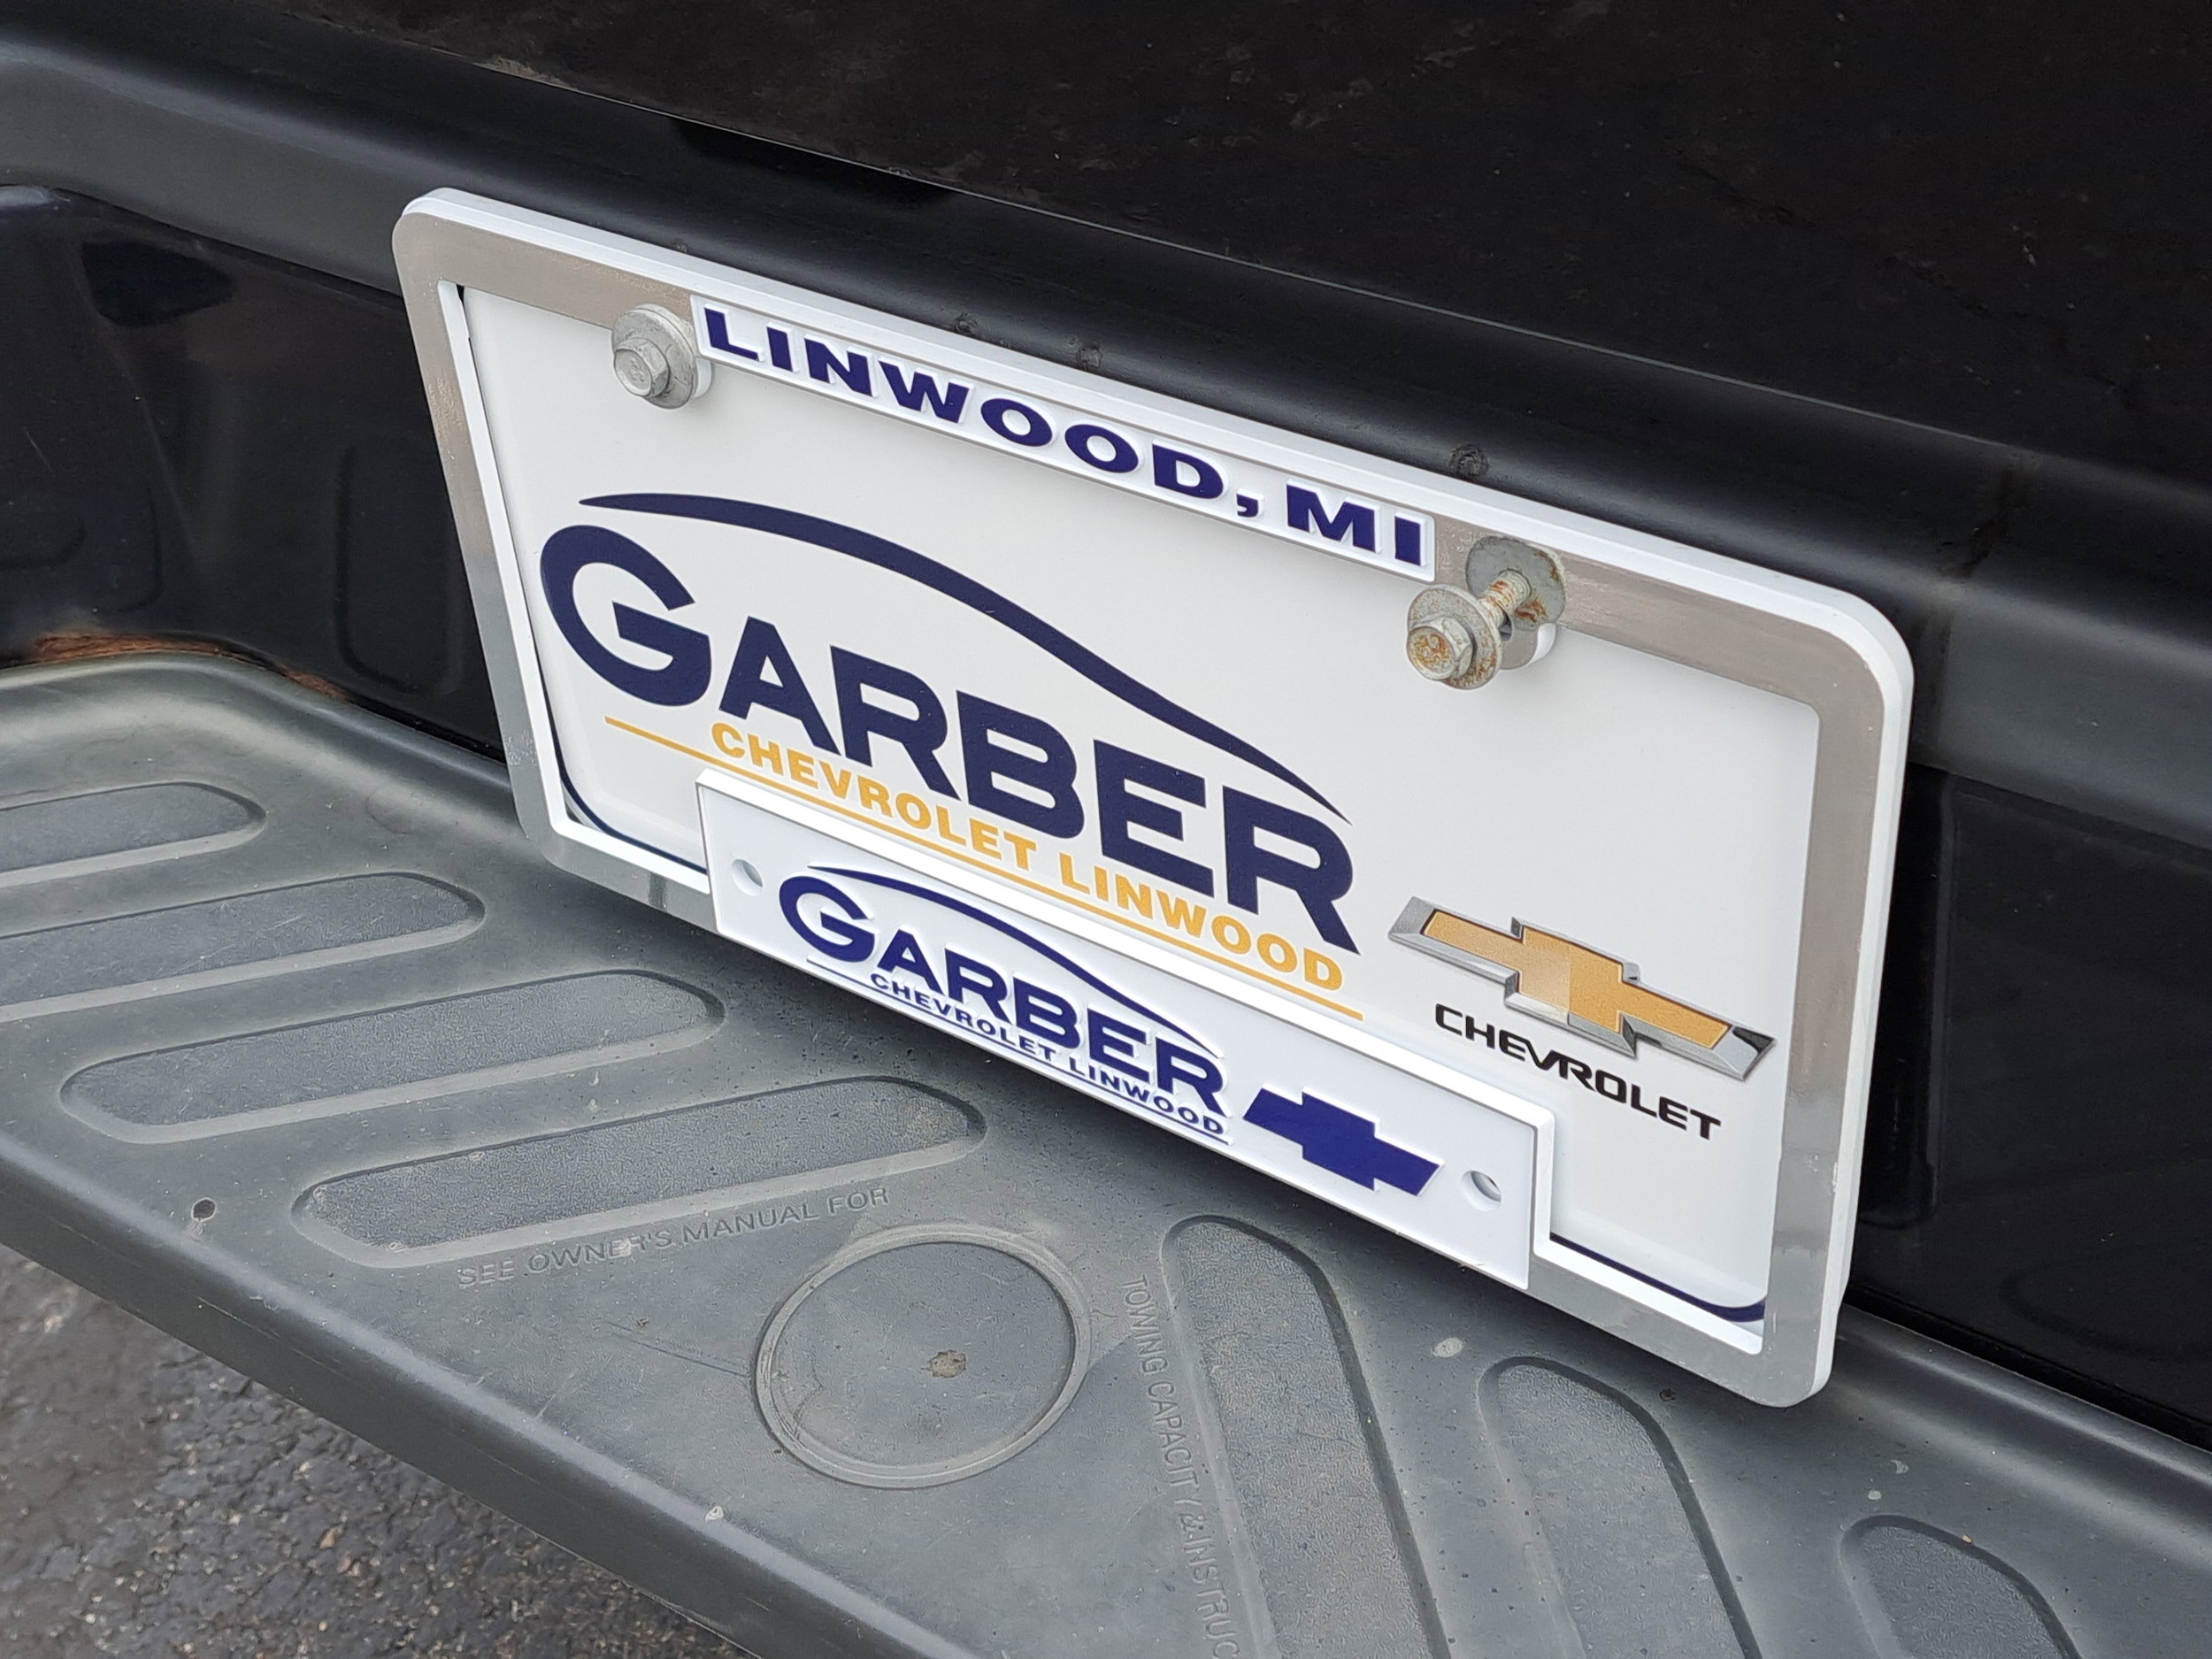 LINWOOD, MI
GARBER
CHEVROLET LINWOOD
CHEVROLET
GARBER
CHEVROLET LINWOOD
SEE OWNER'S MANUAL FOR
TOWING CAPACITY & INSTRUC